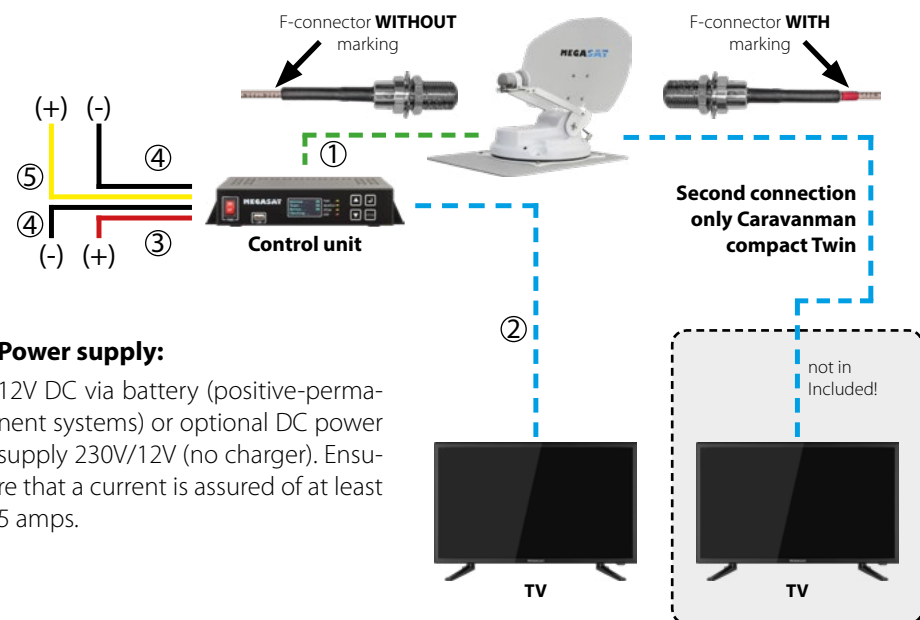 F-connector WITHOUT
marking
F-connector WITH
marking
MEGASAT
(+) (-)
④
①
⑤
④
③
(-) (+)
MEGASAT
Control unit
Second connection
only Caravanman
compact Twin
②
Power supply:
12V DC via battery (positive-perma-
nent systems) or optional DC power
supply 230V/12V (no charger). Ensu-
re that a current is assured of at least
5 amps.
not in
Included!
TV
TV